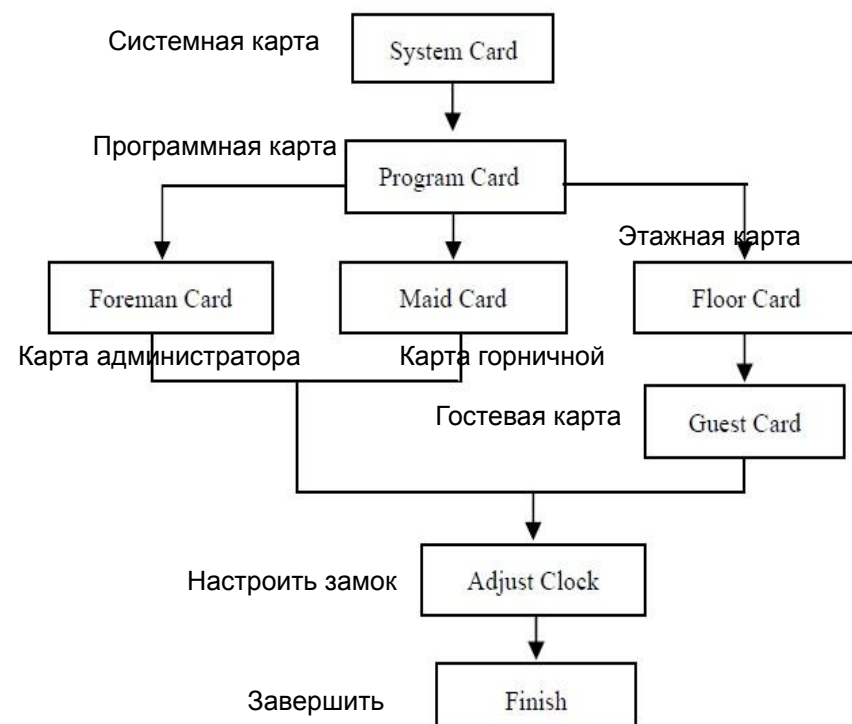 Системная карта
System Card
Программная карта
Program Card
Этажная карта
Foreman Card
Maid Card
Floor Card
Карта администратора
Карта горничной
Гостевая карта
Guest Card
Настроить замок
Adjust Clock
Завершить
Finish